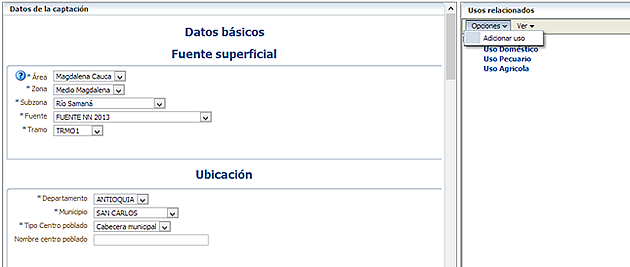 Datos de la captación
Datos básicos
Fuente superficial
* Área Magdalena Cauca
* Zona Medio Magdalena
* Subzona Río Samaná
* Fuente FUENTE NN 2013
* Tramo TRMO1
Ubicación
* Departamento ANTIOQUIA
* Municipio SAN CARLOS
* Tipo Centro poblado Cabecera municipal
Nombre centro poblado
Usos relacionados
Opciones Ver
Adicionar uso
Uso Doméstico
Uso Pecuario
Uso Agricola